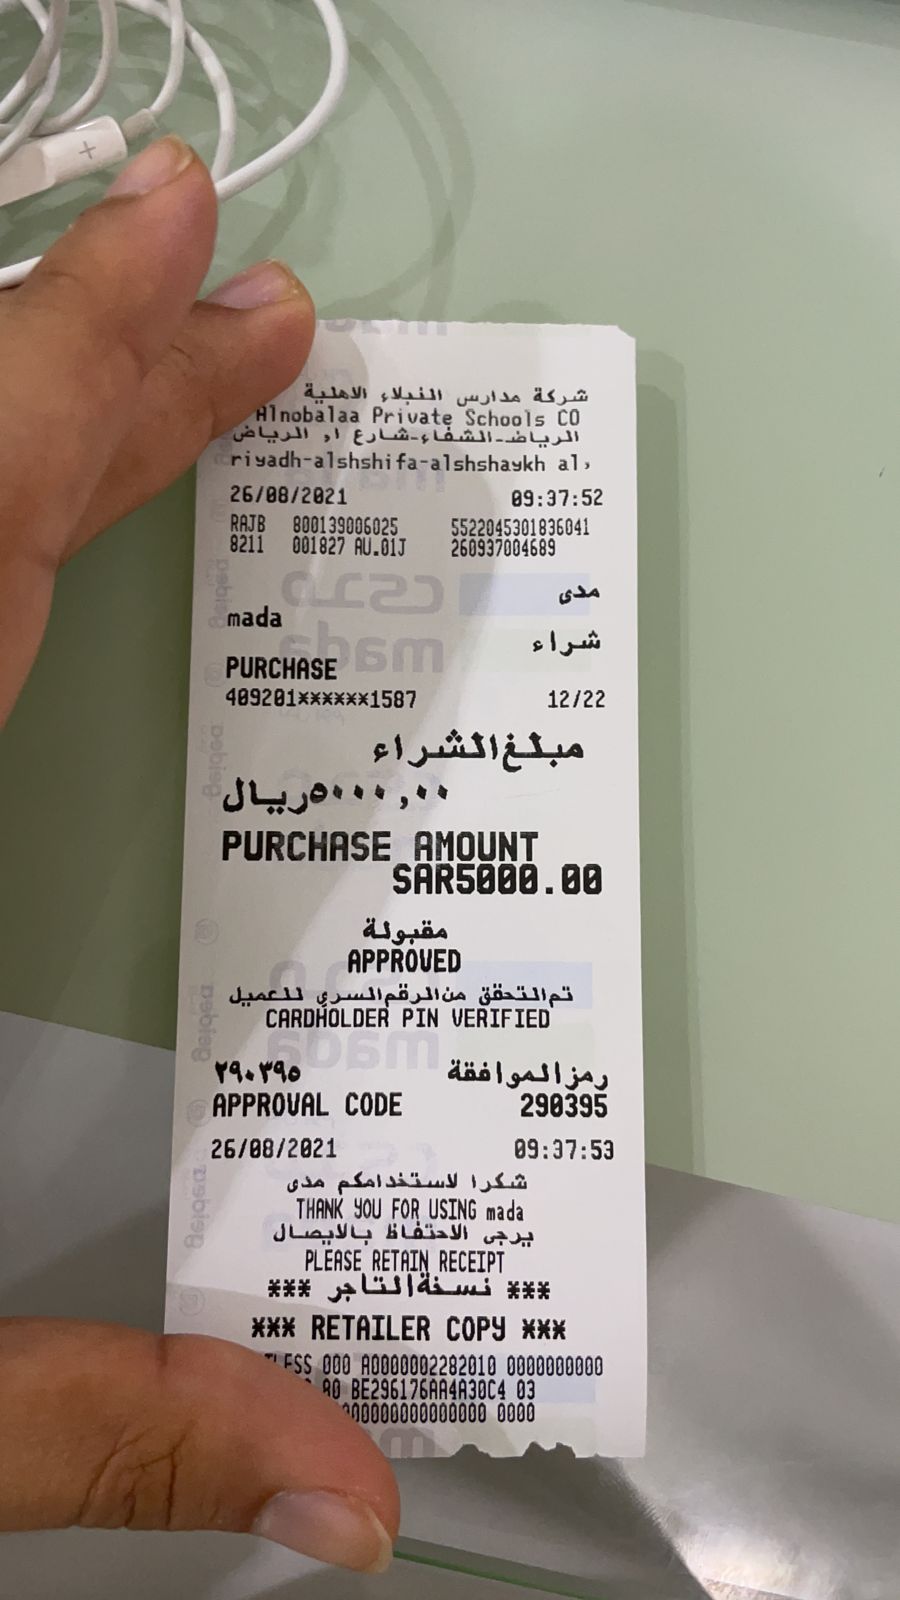 شركة مدارس النبلاء الاهلية
Alnobalaa Private Schools CO
الرياض-الشفاء-شارع ا, الرياض
riyadh-alshshifa-alshshaykh al,
26/08/2021 09:37:52
RAJB 800139006025 5522045301836041
8211 001827 AU.01J 260937004689
مدى
mada
شراء
PURCHASE
409201******1587 12/22
مبلغ الشراء
٥٠٠٠,٠٠ ريال
PURCHASE AMOUNT
SAR5000.00
مقبولة
APPROVED
تم التحقق من الرقم السري للعميل
CARDHOLDER PIN VERIFIED
رمز الموافقة ٢٩٠٣٩٥
APPROVAL CODE 290395
26/08/2021 09:37:53
شكرا لاستخدامكم مدى
THANK YOU FOR USING mada
يرجى الاحتفاظ بالايصال
PLEASE RETAIN RECEIPT
*** نسخة التاجر ***
*** RETAILER COPY ***
000 A0000002282010 0000000000
80 BE296176AA4A30C4 03
0000